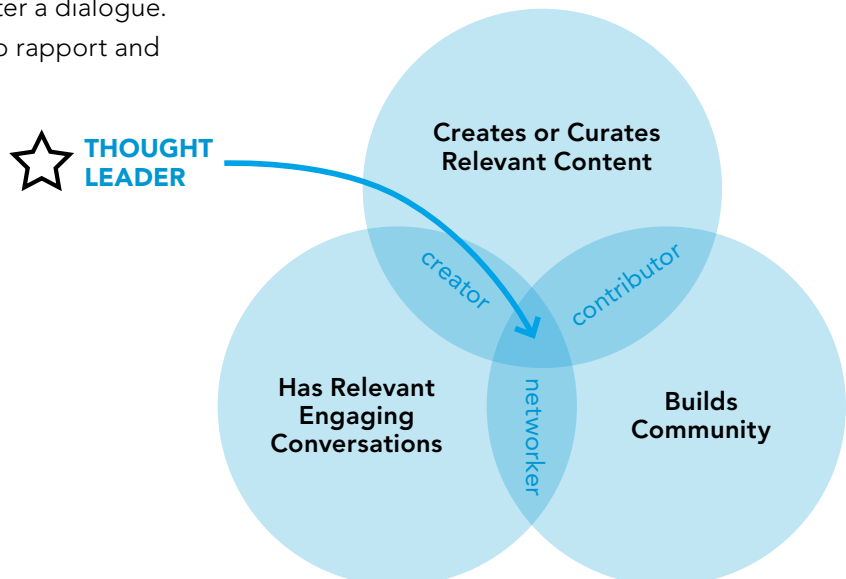 a dialogue.
rapport and
THOUGHT
LEADER
Creates or Curates
Relevant Content
creator
contributor
Has Relevant
Engaging
Conversations
networker
Builds
Community